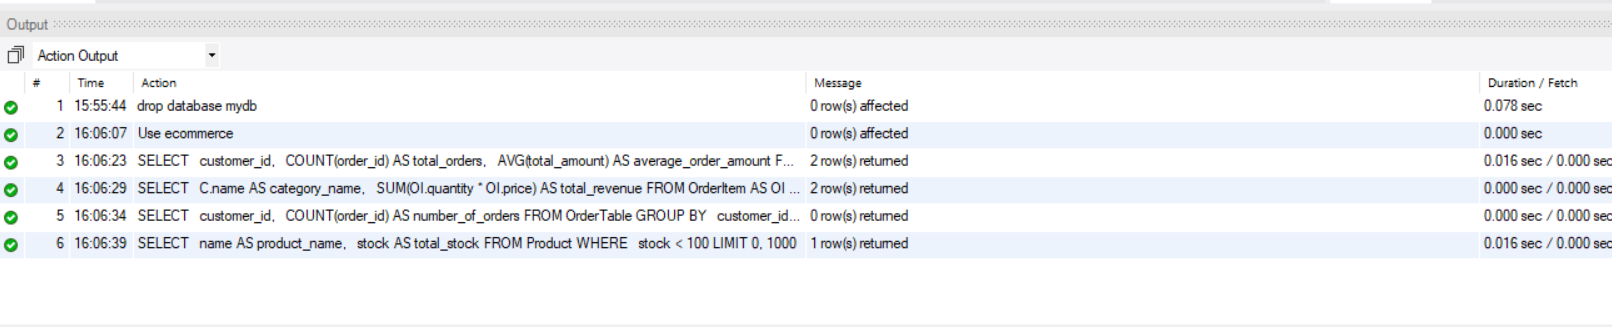 Output
Action Output
# Time Action Message Duration / Fetch
1 15:55:44 drop database mydb 0 row(s) affected 0.078 sec
2 16:06:07 Use ecommerce 0 row(s) affected 0.000 sec
3 16:06:23 SELECT customer_id, COUNT(order_id) AS total_orders, AVG(total_amount) AS average_order_amount F... 2 row(s) returned 0.016 sec / 0.000 sec
4 16:06:29 SELECT C.name AS category_name, SUM(OI.quantity * OI.price) AS total_revenue FROM OrderItem AS OI ... 2 row(s) returned 0.000 sec / 0.000 sec
5 16:06:34 SELECT customer_id, COUNT(order_id) AS number_of_orders FROM OrderTable GROUP BY customer_id... 0 row(s) returned 0.000 sec / 0.000 sec
6 16:06:39 SELECT name AS product_name, stock AS total_stock FROM Product WHERE stock < 100 LIMIT 0, 1000 1 row(s) returned 0.016 sec / 0.000 sec